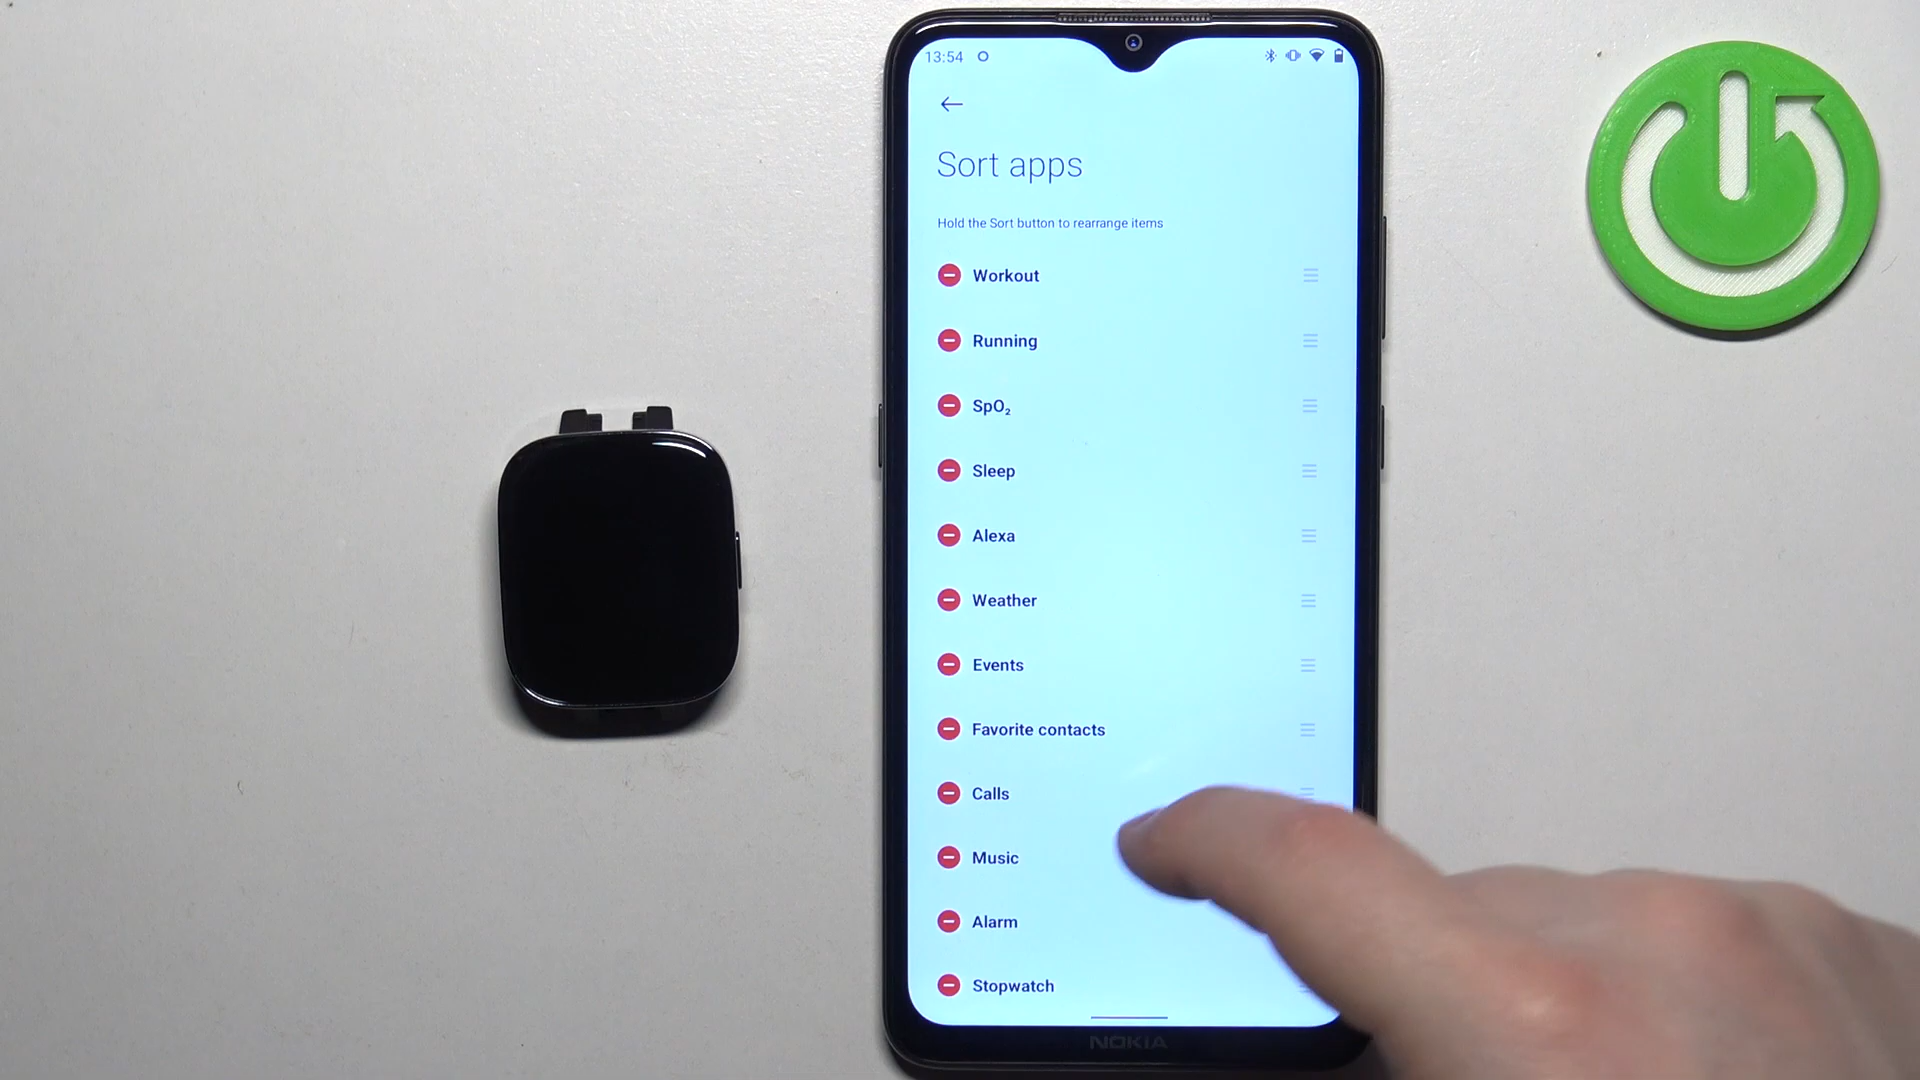 13:54
Sort apps
Hold the Sort button to rearrange items
Workout
Running
SpO₂
Sleep
Alexa
Weather
Events
Favorite contacts
Calls
Music
Alarm
Stopwatch
NOKIA